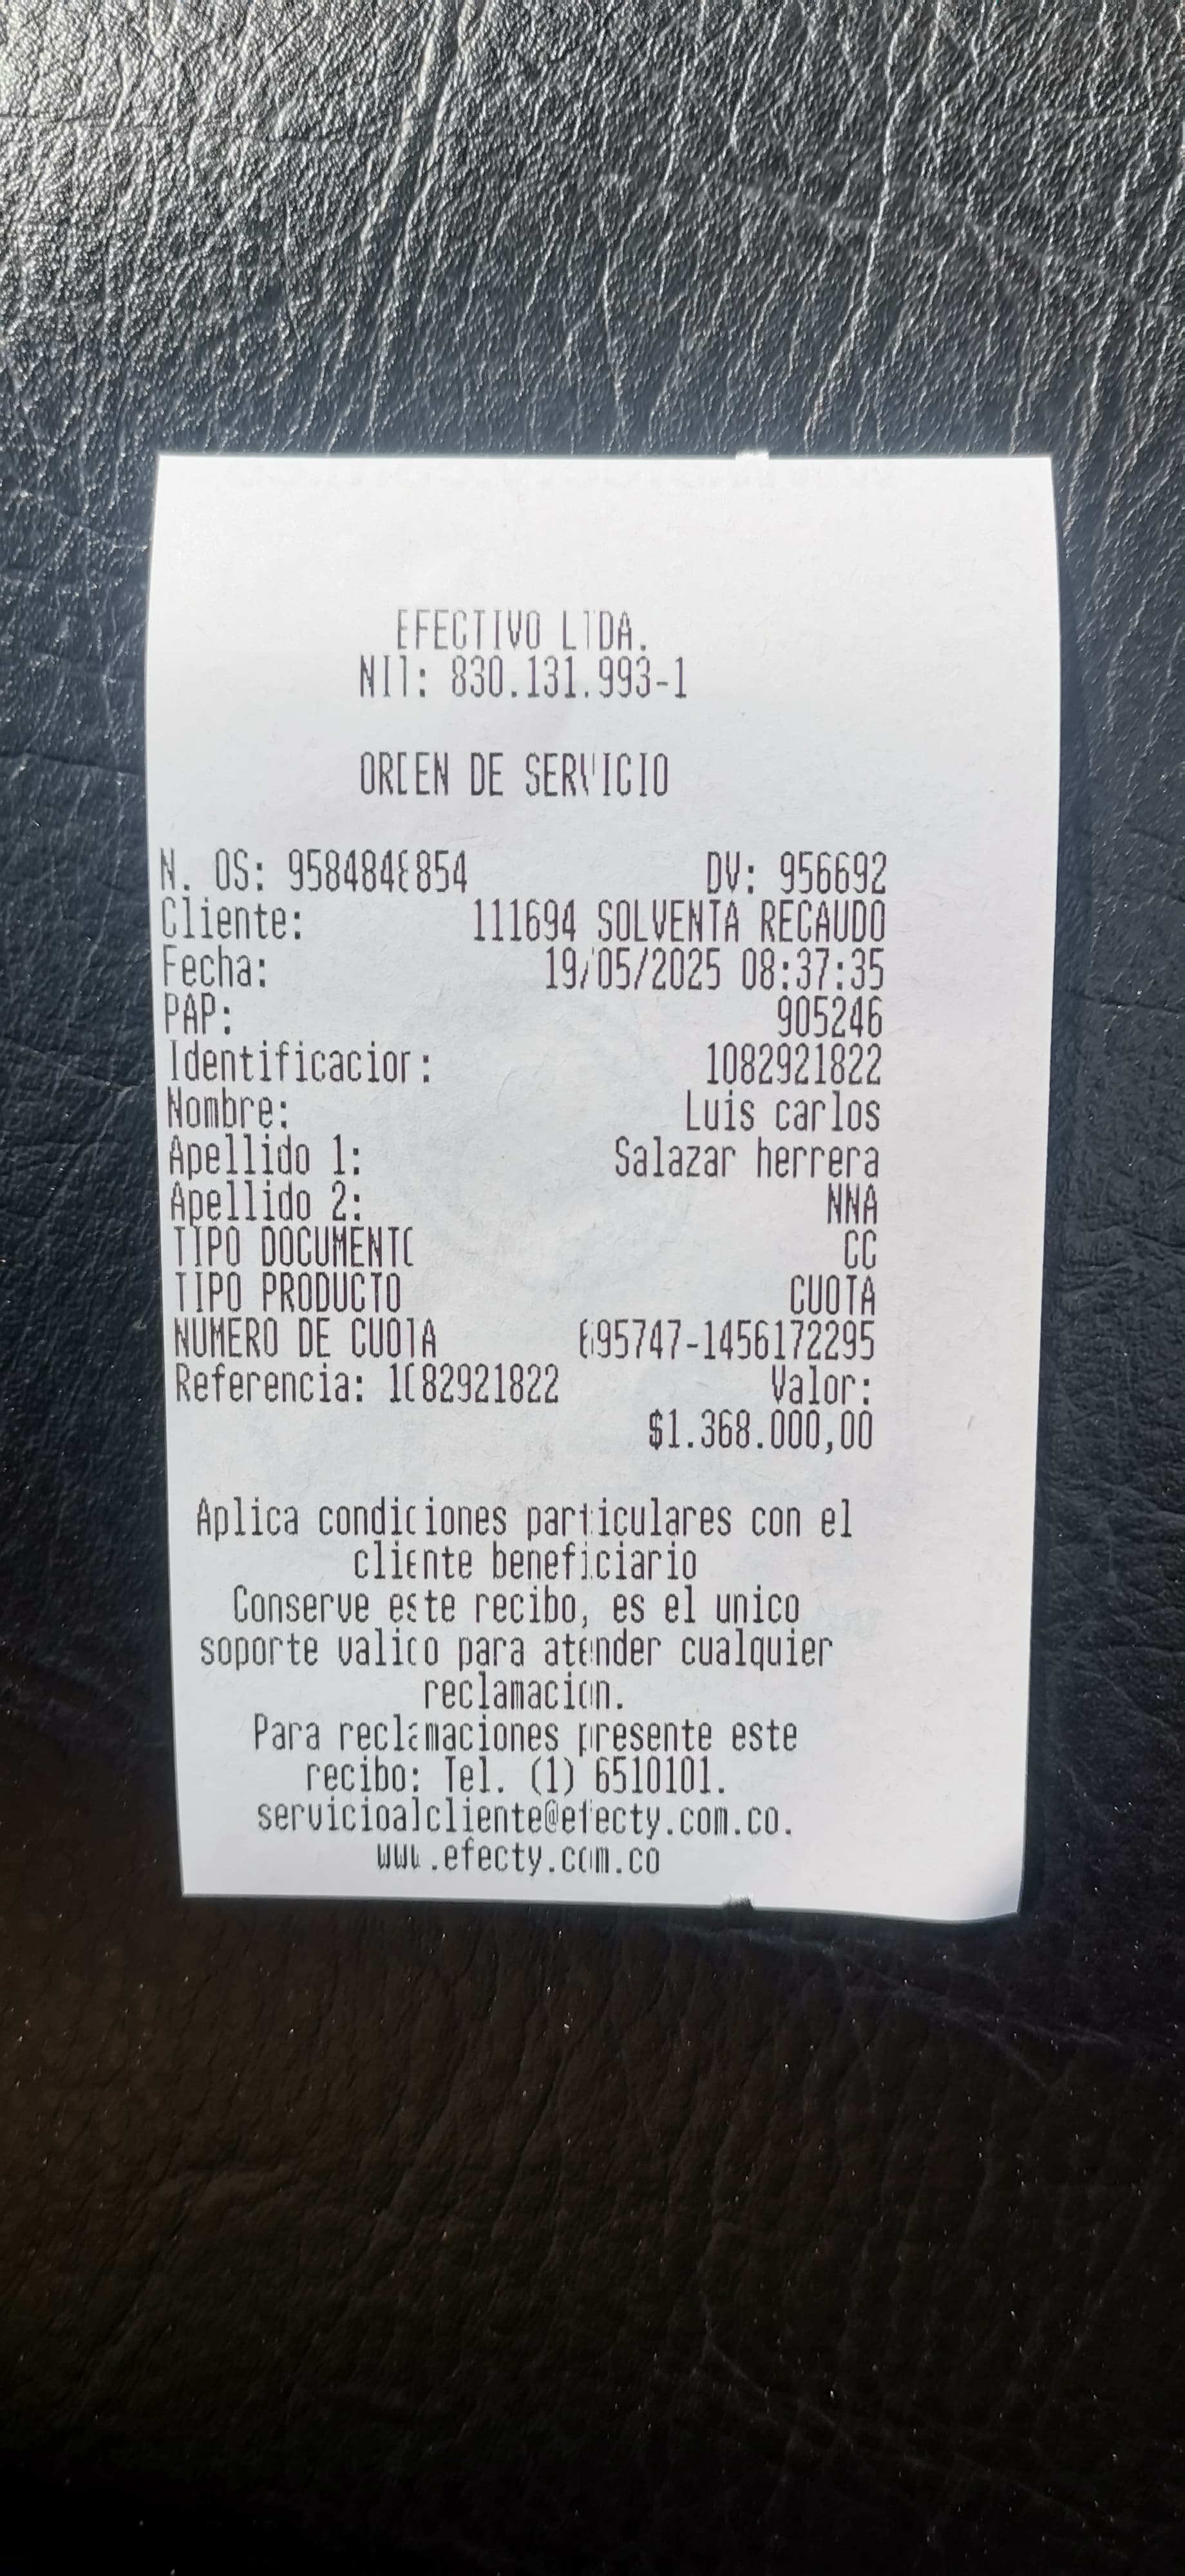 EFECTIVO LTDA.
NIT: 830.131.993-1
ORDEN DE SERVICIO
N. OS: 9584848854 DV: 956692
Cliente: 111694 SOLVENTA RECAUDO
Fecha: 19/05/2025 08:37:35
PAP: 905246
Identificacion: 1082921822
Nombre: Luis carlos
Apellido 1: Salazar herrera
Apellido 2: NNA
TIPO DOCUMENTO CC
TIPO PRODUCTO CUOTA
NUMERO DE CUOTA 695747-1456172295
Referencia: 1082921822 Valor:
$1.368.000,00
Aplica condiciones particulares con el
cliente beneficiario
Conserve este recibo, es el unico
soporte valido para atender cualquier
reclamacion.
Para reclamaciones presente este
recibo: Tel. (1) 6510101.
servicioalcliente@efecty.com.co.
www.efecty.com.co